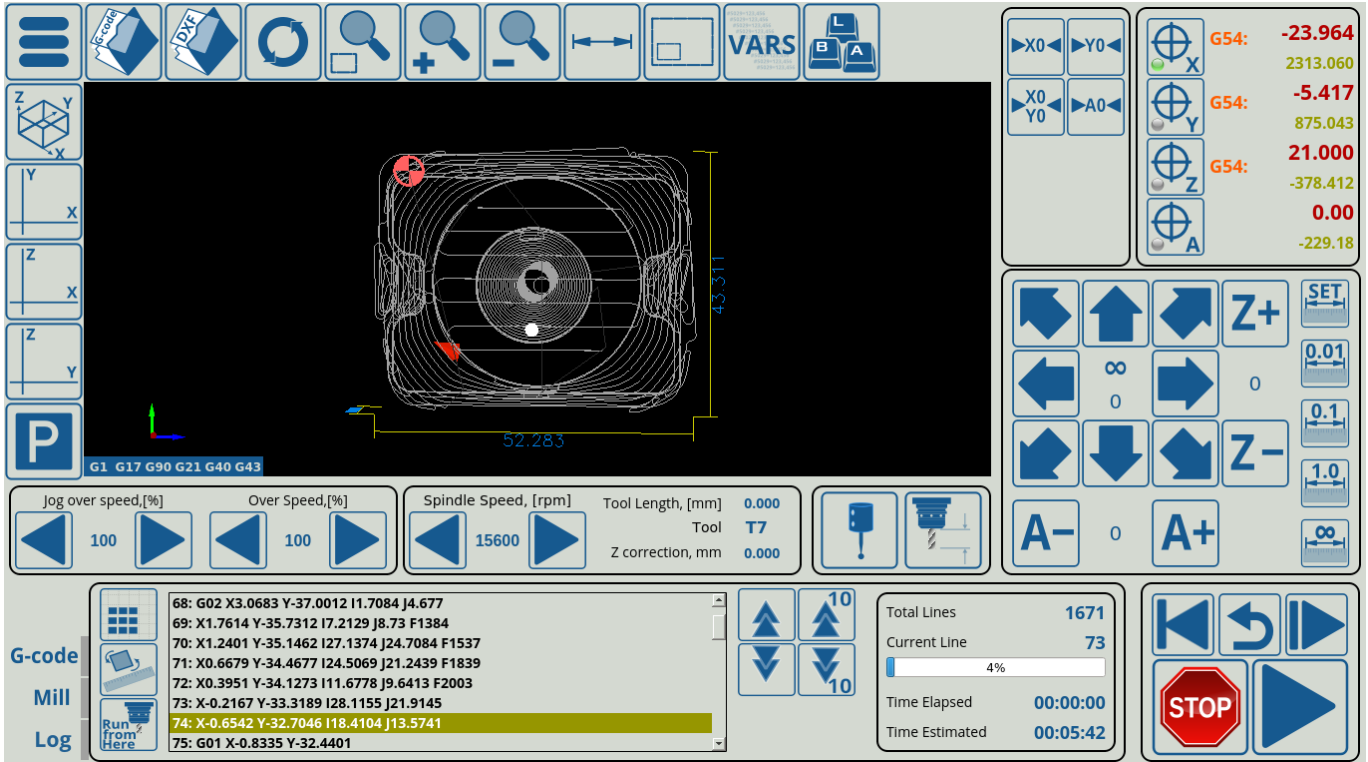 G-code
DXF
VARS
L
B A
X0 Y0
X0
Y0
A0
X
G54: -23.964
2313.060
Y
G54: -5.417
875.043
Z
G54: 21.000
-378.412
A
0.00
-229.18
Z Y
X
Y
X
Z
X
Z
Y
P
43.311
52.283
G1 G17 G90 G21 G40 G43
Z+
SET
0.01
∞
0
0
0.1
Z-
1.0
A-
0
A+
∞
Jog over speed,[%]
100
Over Speed,[%]
100
Spindle Speed, [rpm]
15600
Tool Length, [mm] 0.000
Tool T7
Z correction, mm 0.000
G-code
Mill
Log
Run
from
Here
68: G02 X3.0683 Y-37.0012 I1.7084 J4.677
69: X1.7614 Y-35.7312 I7.2129 J8.73 F1384
70: X1.2401 Y-35.1462 I27.1374 J24.7084 F1537
71: X0.6679 Y-34.4677 I24.5069 J21.2439 F1839
72: X0.3951 Y-34.1273 I11.6778 J9.6413 F2003
73: X-0.2167 Y-33.3189 I28.1155 J21.9145
74: X-0.6542 Y-32.7046 I18.4104 J13.5741
75: G01 X-0.8335 Y-32.4401
10
10
Total Lines 1671
Current Line 73
4%
Time Elapsed 00:00:00
Time Estimated 00:05:42
STOP